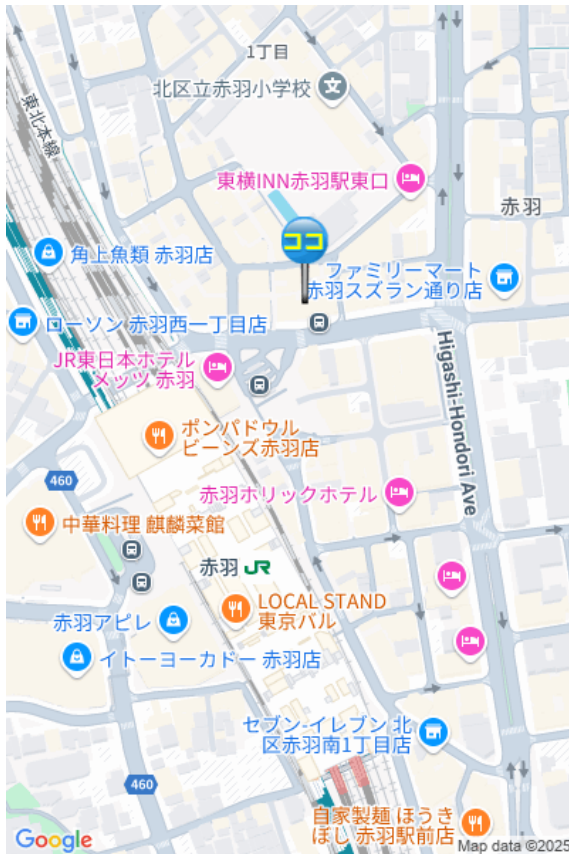 1丁目
北区立赤羽小学校
文
東北本線
東横INN赤羽駅東口
赤羽
ココ
角上魚類 赤羽店
ファミリーマート
赤羽スズラン通り店
ローソン 赤羽西一丁目店
JR東日本ホテル
メッツ 赤羽
Higashi-Hondori Ave
ポンパドウル
ビーンズ赤羽店
460
赤羽ホリックホテル
中華料理 麒麟菜館
赤羽 JR
LOCAL STAND
東京バル
赤羽アピレ
イトーヨーカドー 赤羽店
セブン-イレブン 北
区赤羽南1丁目店
460
自家製麺 ほうき
ぼし 赤羽駅前店
Google
Map data ©2025